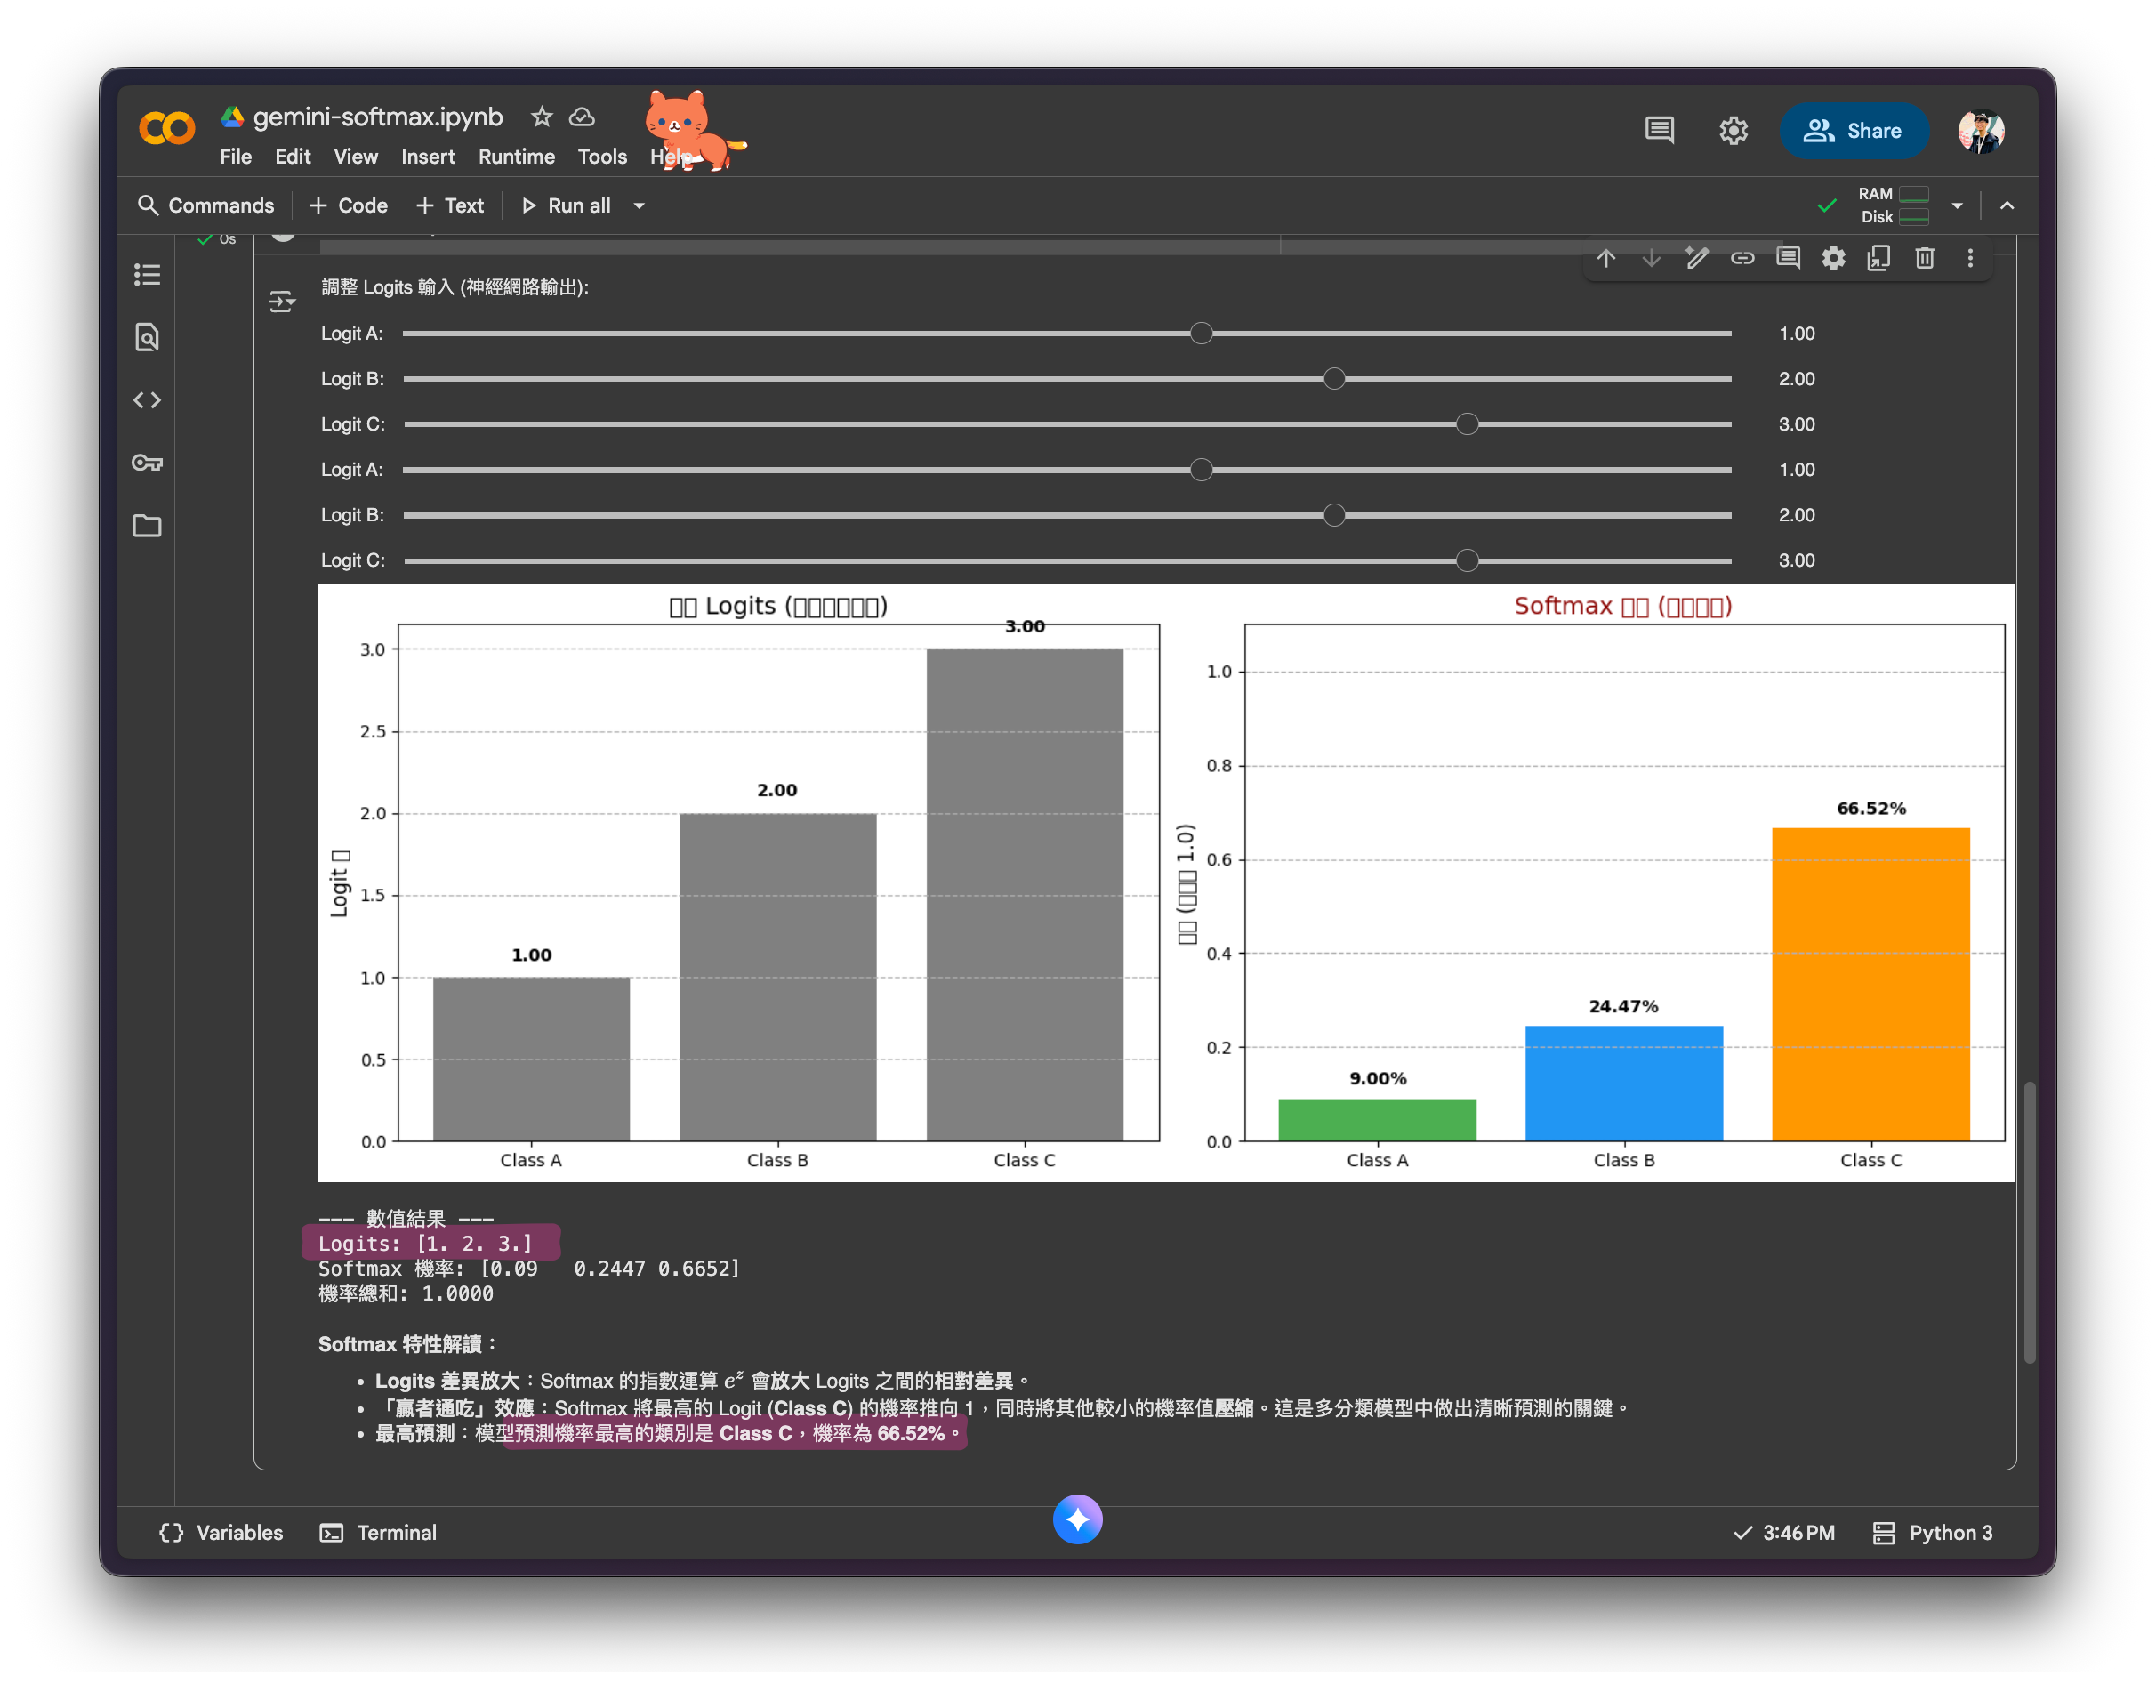 gemini-softmax.ipynb
File Edit View Insert Runtime Tools Help
Share
Commands + Code + Text Run all
RAM
Disk
0s
調整 Logits 輸入 (神經網路輸出):
Logit A: 1.00
Logit B: 2.00
Logit C: 3.00
Logit A: 1.00
Logit B: 2.00
Logit C: 3.00
□□ Logits (□□□□□□)
3.00
3.0
2.5
2.00
2.0
1.5
1.00
1.0
0.5
0.0
Logit □
Class A Class B Class C
Softmax □□ (□□□□)
1.0
0.8
66.52%
0.6
0.4
24.47%
0.2
9.00%
0.0
□□ (□□□ 1.0)
Class A Class B Class C
--- 數值結果 ---
Logits: [1. 2. 3.]
Softmax 機率: [0.09   0.2447 0.6652]
機率總和: 1.0000
Softmax 特性解讀：
• Logits 差異放大：Softmax 的指數運算 e^z 會放大 Logits 之間的相對差異。
• 「贏者通吃」效應：Softmax 將最高的 Logit (Class C) 的機率推向 1，同時將其他較小的機率值壓縮。這是多分類模型中做出清晰預測的關鍵。
• 最高預測：模型預測機率最高的類別是 Class C，機率為 66.52%。
{} Variables Terminal
3:46 PM Python 3